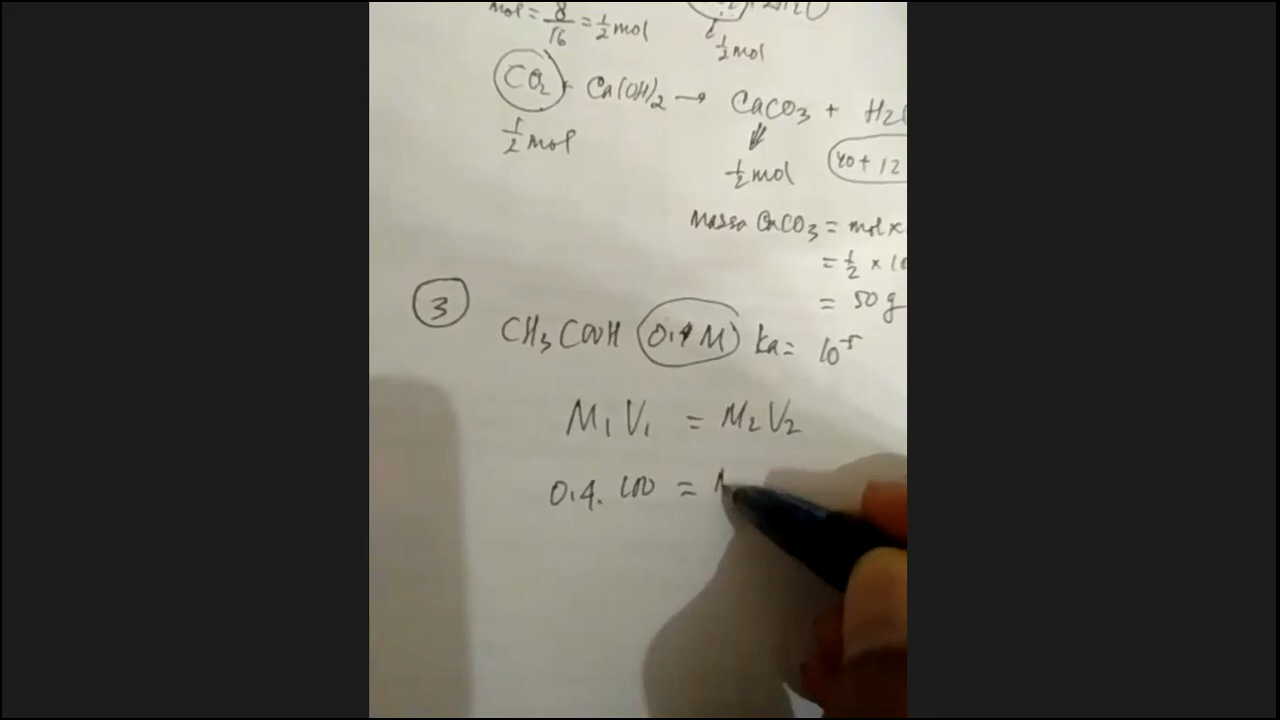 mol = 8/16 = 1/2 mol
1/2 mol
CO2 + Ca(OH)2 → CaCO3 + H2
1/2 mol
1/2 mol
40 + 12
Massa CaCO3 = mol ×
= 1/2 × 10
= 50 g
3
CH3COOH 0,4 M Ka = 10-5
M1 V1 = M2 V2
0,4. 100 =